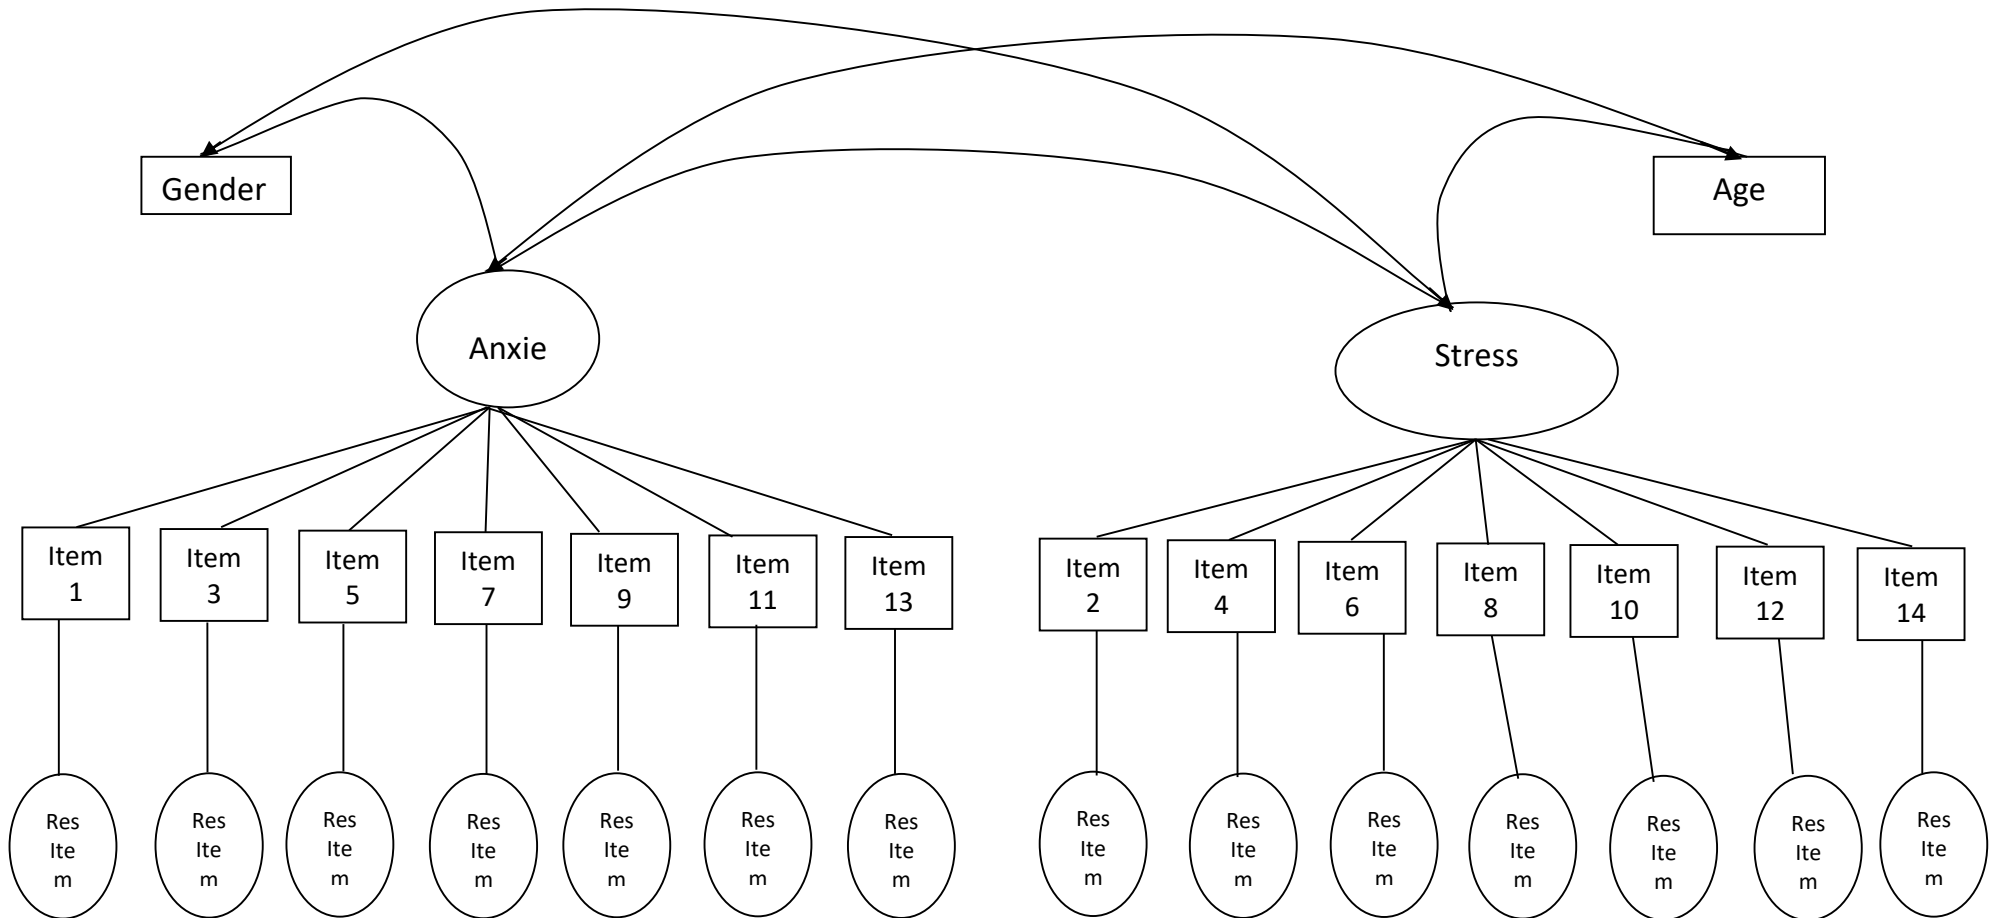 Gender
Age
Anxie
Stress
Item
1
Item
3
Item
5
Item
7
Item
9
Item
11
Item
13
Item
2
Item
4
Item
6
Item
8
Item
10
Item
12
Item
14
Res
Ite
m
Res
Ite
m
Res
Ite
m
Res
Ite
m
Res
Ite
m
Res
Ite
m
Res
Ite
m
Res
Ite
m
Res
Ite
m
Res
Ite
m
Res
Ite
m
Res
Ite
m
Res
Ite
m
Res
Ite
m